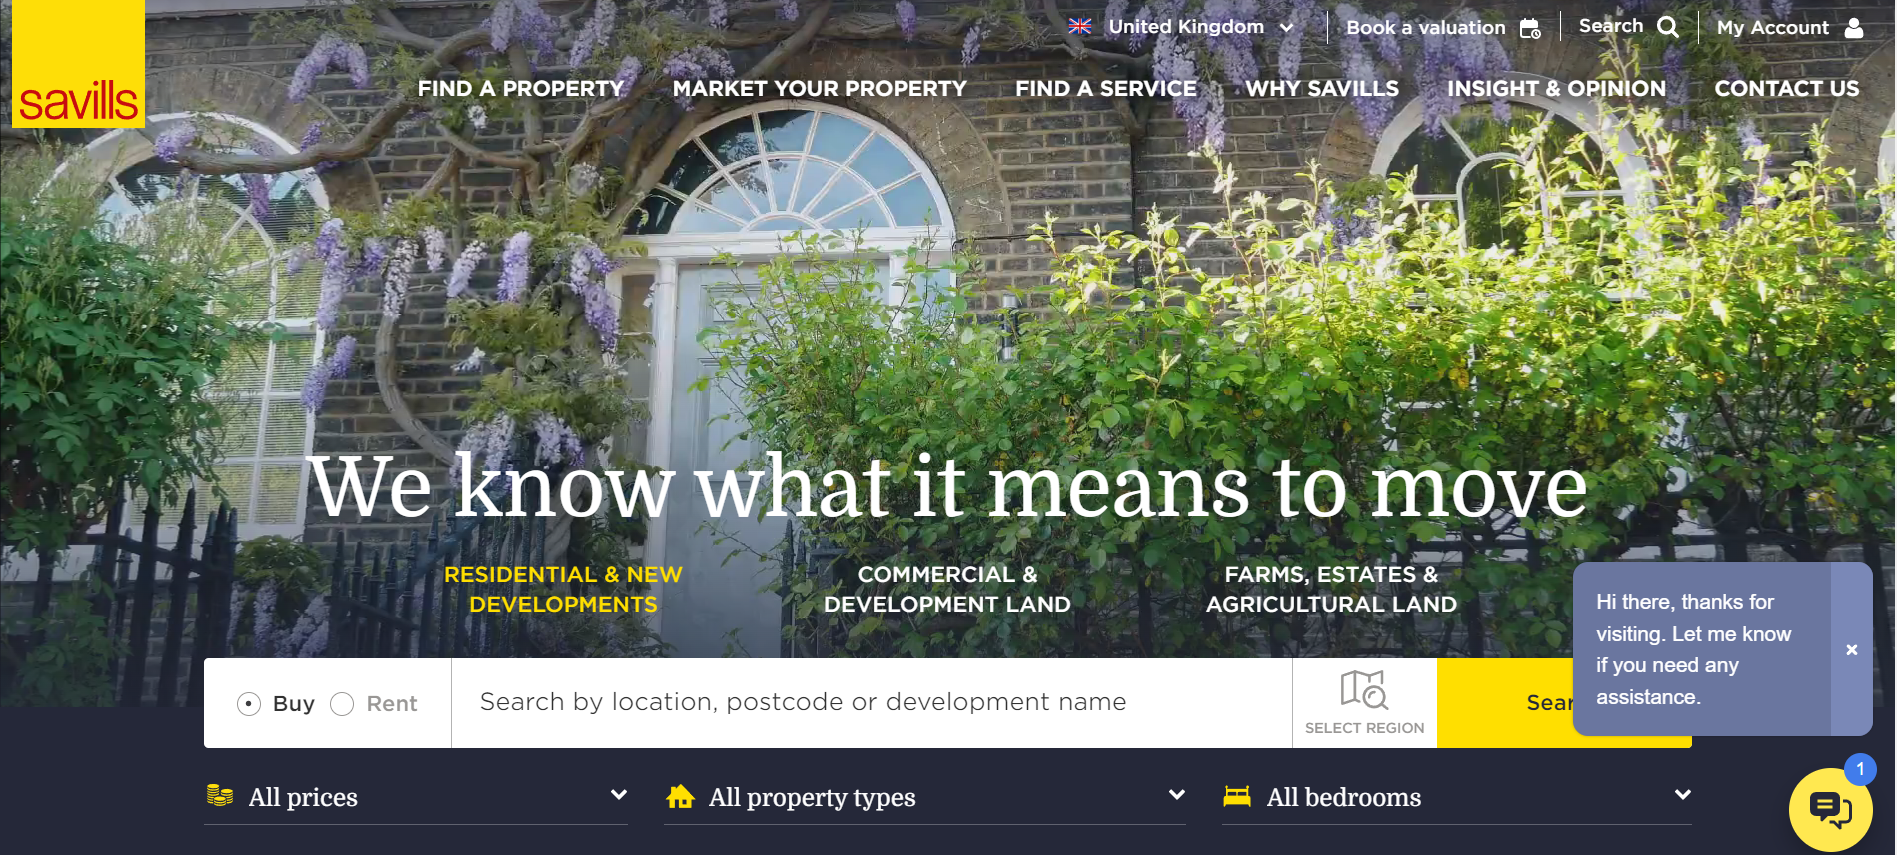 United Kingdom
Book a valuation
Search
My Account
savills
FIND A PROPERTY
MARKET YOUR PROPERTY
FIND A SERVICE
WHY SAVILLS
INSIGHT & OPINION
CONTACT US
We know what it means to move
RESIDENTIAL & NEW
DEVELOPMENTS
COMMERCIAL &
DEVELOPMENT LAND
FARMS, ESTATES &
AGRICULTURAL LAND
Buy
Rent
Search by location, postcode or development name
SELECT REGION
Hi there, thanks for
visiting. Let me know
if you need any
assistance.
All prices
All property types
All bedrooms
1